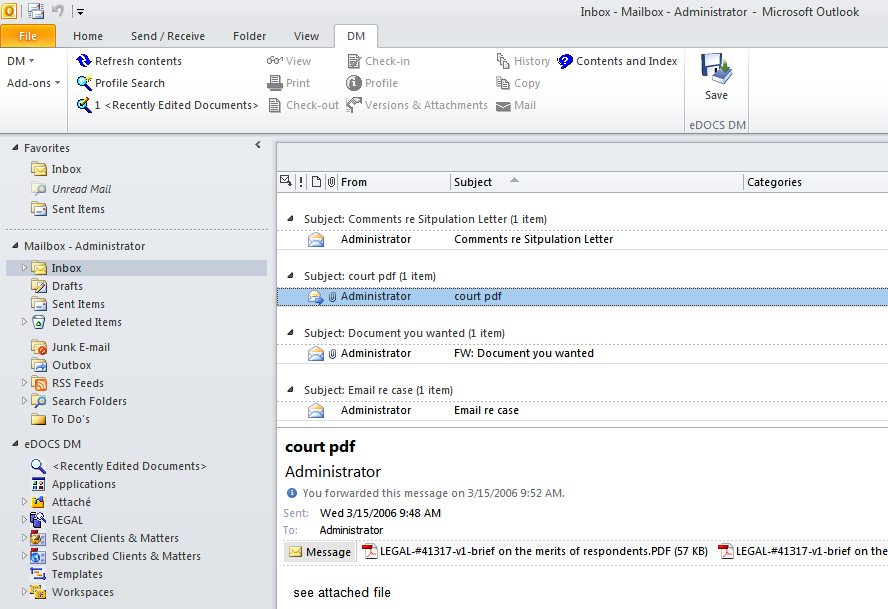 Inbox - Mailbox - Administrator - Microsoft Outlook
File Home Send / Receive Folder View DM
DM Refresh contents View Check-in History Contents and Index
Add-ons Profile Search Print Profile Copy Save
1 <Recently Edited Documents> Check-out Versions & Attachments Mail
eDOCS DM
Favorites
Inbox
Unread Mail
Sent Items
Mailbox - Administrator
Inbox
Drafts
Sent Items
Deleted Items
Junk E-mail
Outbox
RSS Feeds
Search Folders
To Do's
eDOCS DM
<Recently Edited Documents>
Applications
Attaché
LEGAL
Recent Clients & Matters
Subscribed Clients & Matters
Templates
Workspaces
! From Subject Categories
Subject: Comments re Sitpulation Letter (1 item)
Administrator Comments re Sitpulation Letter
Subject: court pdf (1 item)
Administrator court pdf
Subject: Document you wanted (1 item)
Administrator FW: Document you wanted
Subject: Email re case (1 item)
Administrator Email re case
court pdf
Administrator
You forwarded this message on 3/15/2006 9:52 AM.
Sent: Wed 3/15/2006 9:48 AM
To: Administrator
Message LEGAL-#41317-v1-brief on the merits of respondents.PDF (57 KB) LEGAL-#41317-v1-brief on the
see attached file